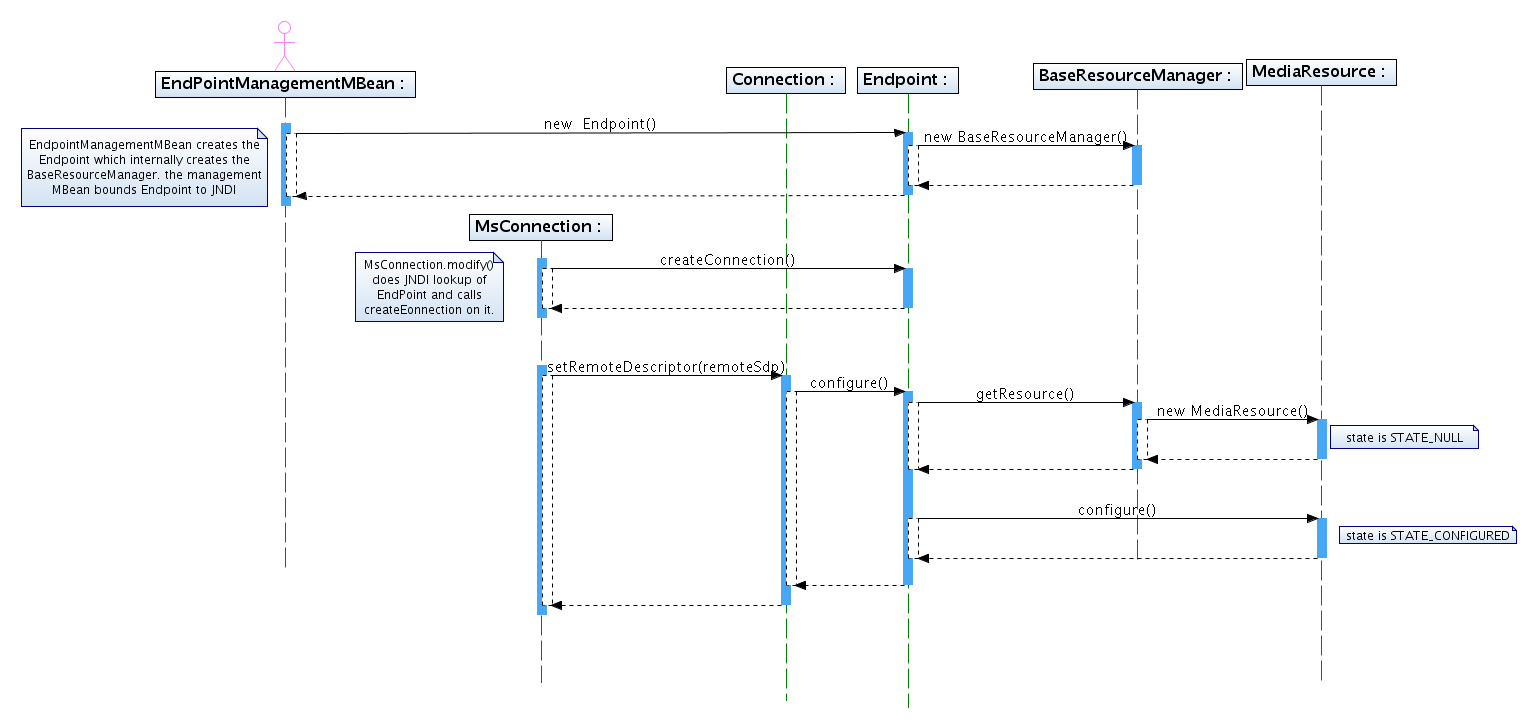 EndPointManagementMBean :
Connection :
Endpoint :
BaseResourceManager :
MediaResource :
new Endpoint()
new BaseResourceManager()
EndpointManagementMBean creates the
Endpoint which internally creates the
BaseResourceManager. the management
MBean bounds Endpoint to JNDI
MsConnection :
MsConnection.modify()
does JNDI lookup of
EndPoint and calls
createEonnection on it.
createConnection()
setRemoteDescriptor(remoteSdp)
configure()
getResource()
new MediaResource()
state is STATE_NULL
configure()
state is STATE_CONFIGURED